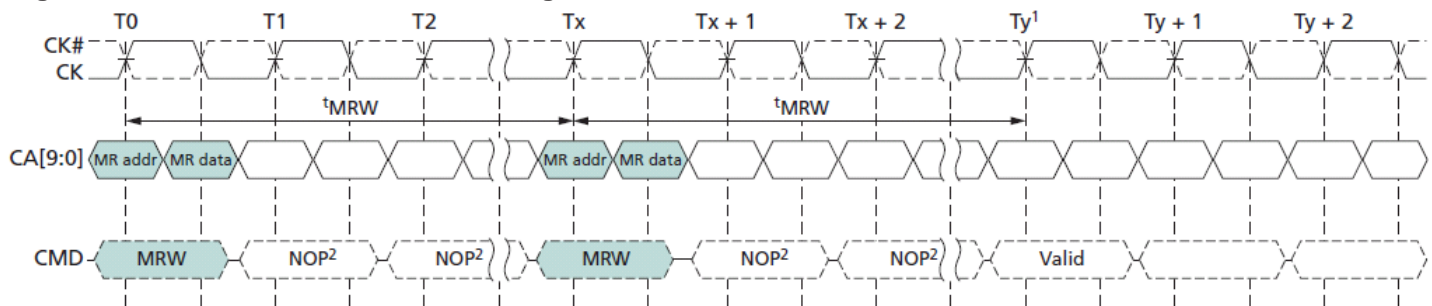 T0 T1 T2 Tx Tx + 1 Tx + 2 Ty¹ Ty + 1 Ty + 2
CK#
CK
ᵗMRW ᵗMRW
CA[9:0] MR addr MR data MR addr MR data
CMD MRW NOP² NOP² MRW NOP² NOP² Valid